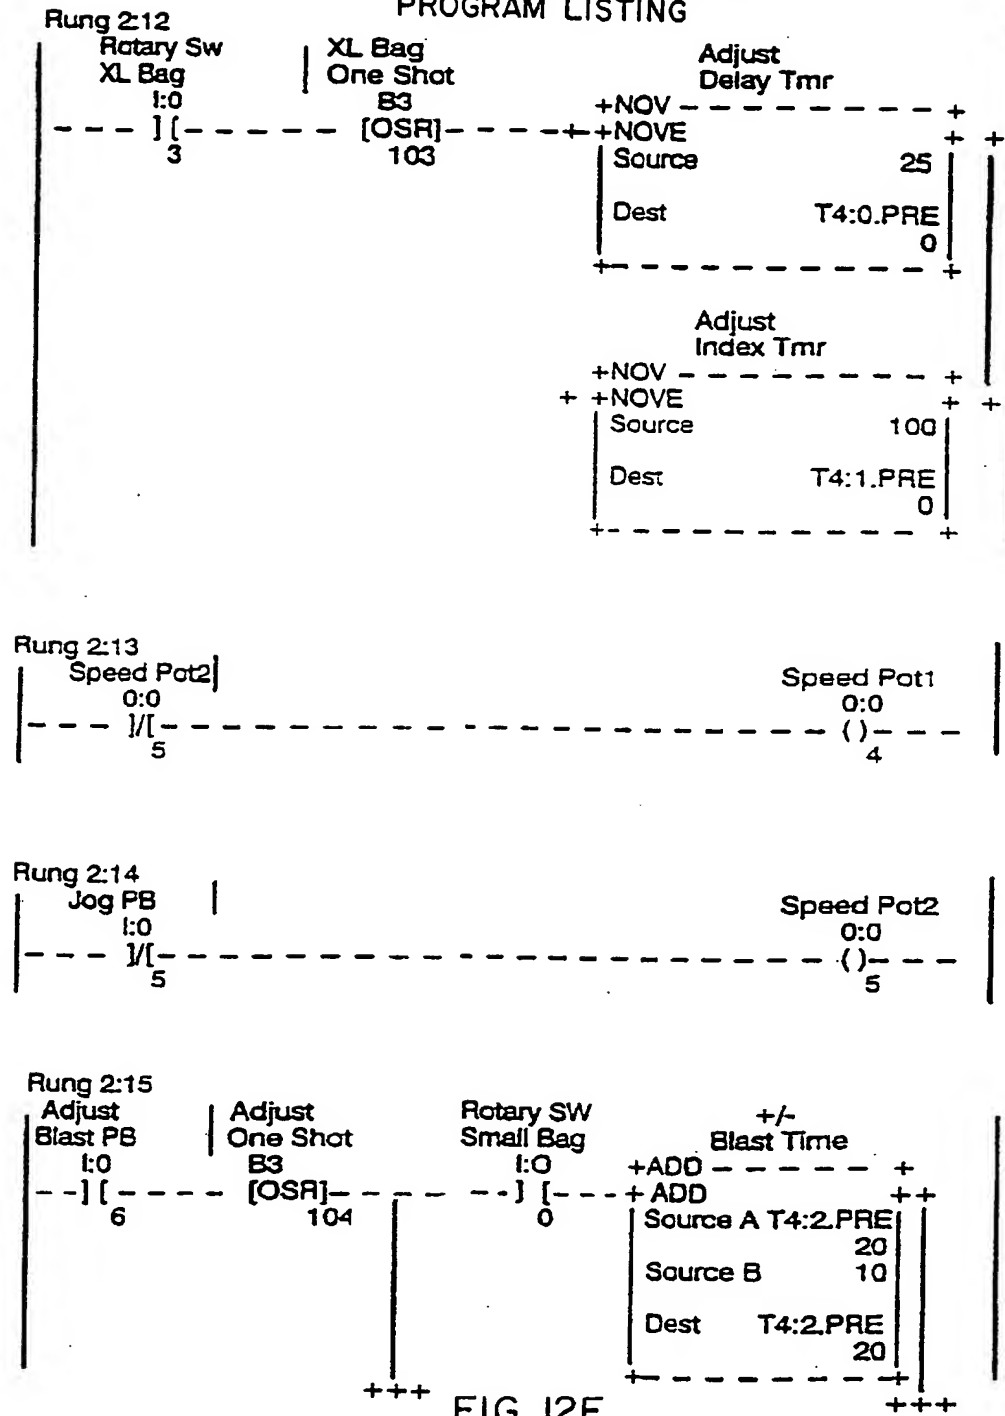 PROGRAM LISTING
Rung 2:12
Rotary Sw
XL Bag
I:0
] [
3
XL Bag
One Shot
B3
[OSR]
103
Adjust
Delay Tmr
+NOV - - - - - - - - - +
+NOVE +
Source 25
Dest T4:0.PRE
0
Adjust
Index Tmr
+NOV - - - - - - - - - +
+ +NOVE + +
Source 100
Dest T4:1.PRE
0
Rung 2:13
Speed Pot2
0:0
]/[
5
Speed Pot1
0:0
( )
4
Rung 2:14
Jog PB
I:0
]/[
5
Speed Pot2
0:0
( )
5
Rung 2:15
Adjust
Blast PB
I:0
] [
6
Adjust
One Shot
B3
[OSR]
104
Rotary SW
Small Bag
I:O
] [
0
+/-
Blast Time
+ADD - - - - - +
+ ADD ++
Source A T4:2.PRE
20
Source B 10
Dest T4:2.PRE
20
+++
+++
FIG. 12F